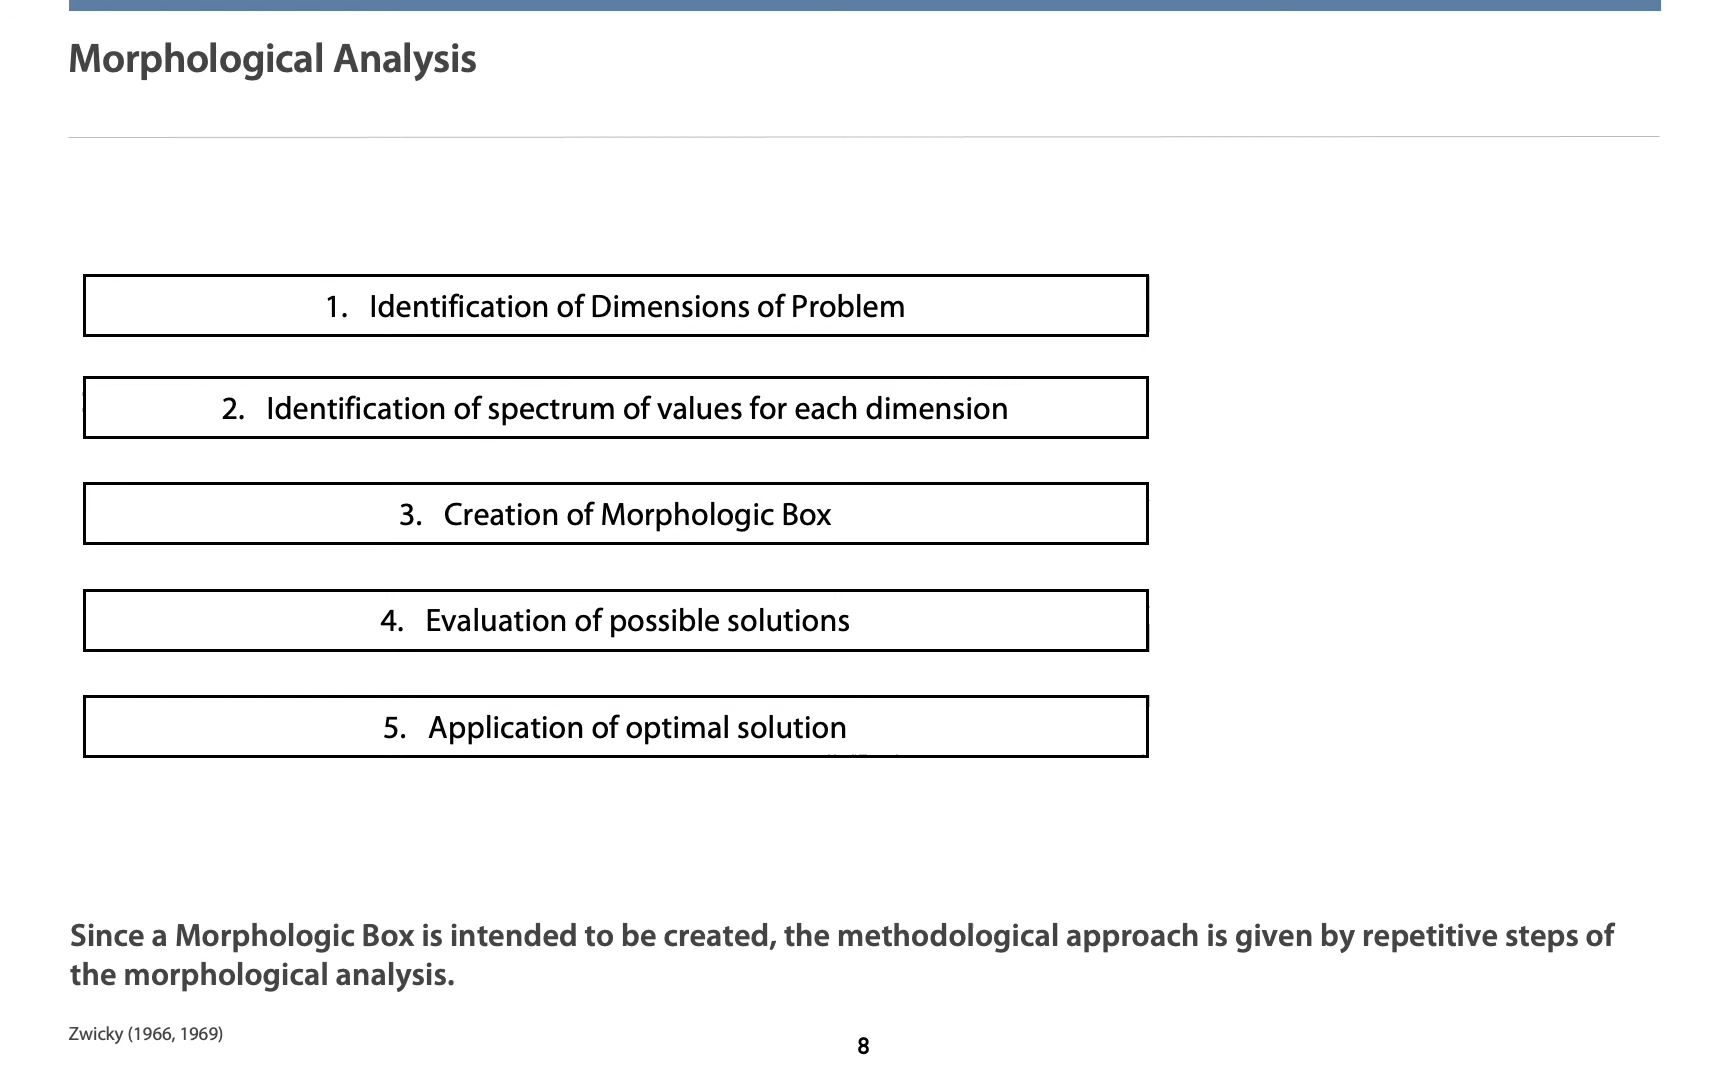 Morphological Analysis
1. Identification of Dimensions of Problem
2. Identification of spectrum of values for each dimension
3. Creation of Morphologic Box
4. Evaluation of possible solutions
5. Application of optimal solution
Since a Morphologic Box is intended to be created, the methodological approach is given by repetitive steps of
the morphological analysis.
Zwicky (1966, 1969)
8